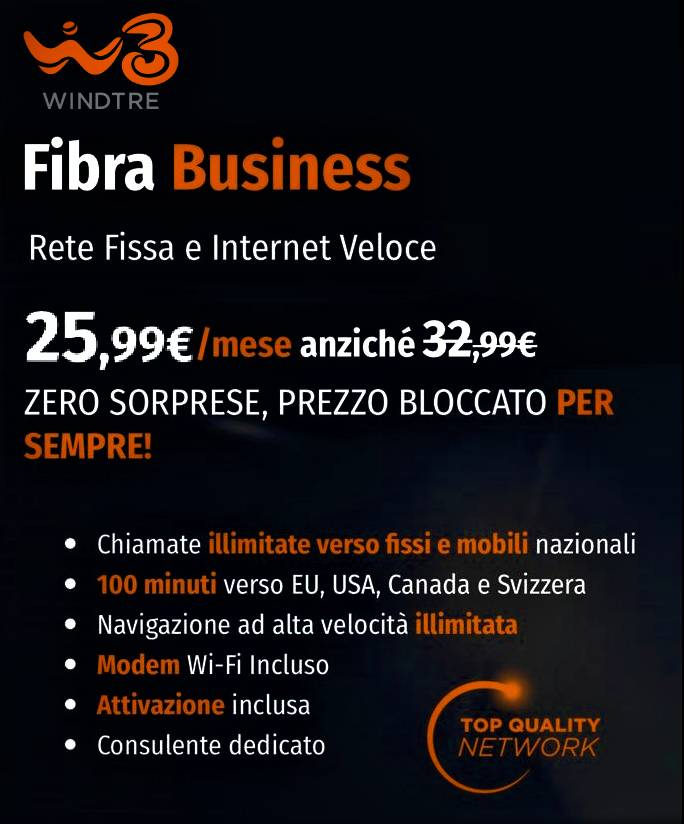 WINDTRE
Fibra Business
Rete Fissa e Internet Veloce
25,99€/mese anziché 32,99€
ZERO SORPRESE, PREZZO BLOCCATO PER
SEMPRE!
• Chiamate illimitate verso fissi e mobili nazionali
• 100 minuti verso EU, USA, Canada e Svizzera
• Navigazione ad alta velocità illimitata
• Modem Wi-Fi Incluso
• Attivazione inclusa
• Consulente dedicato
TOP QUALITY
NETWORK